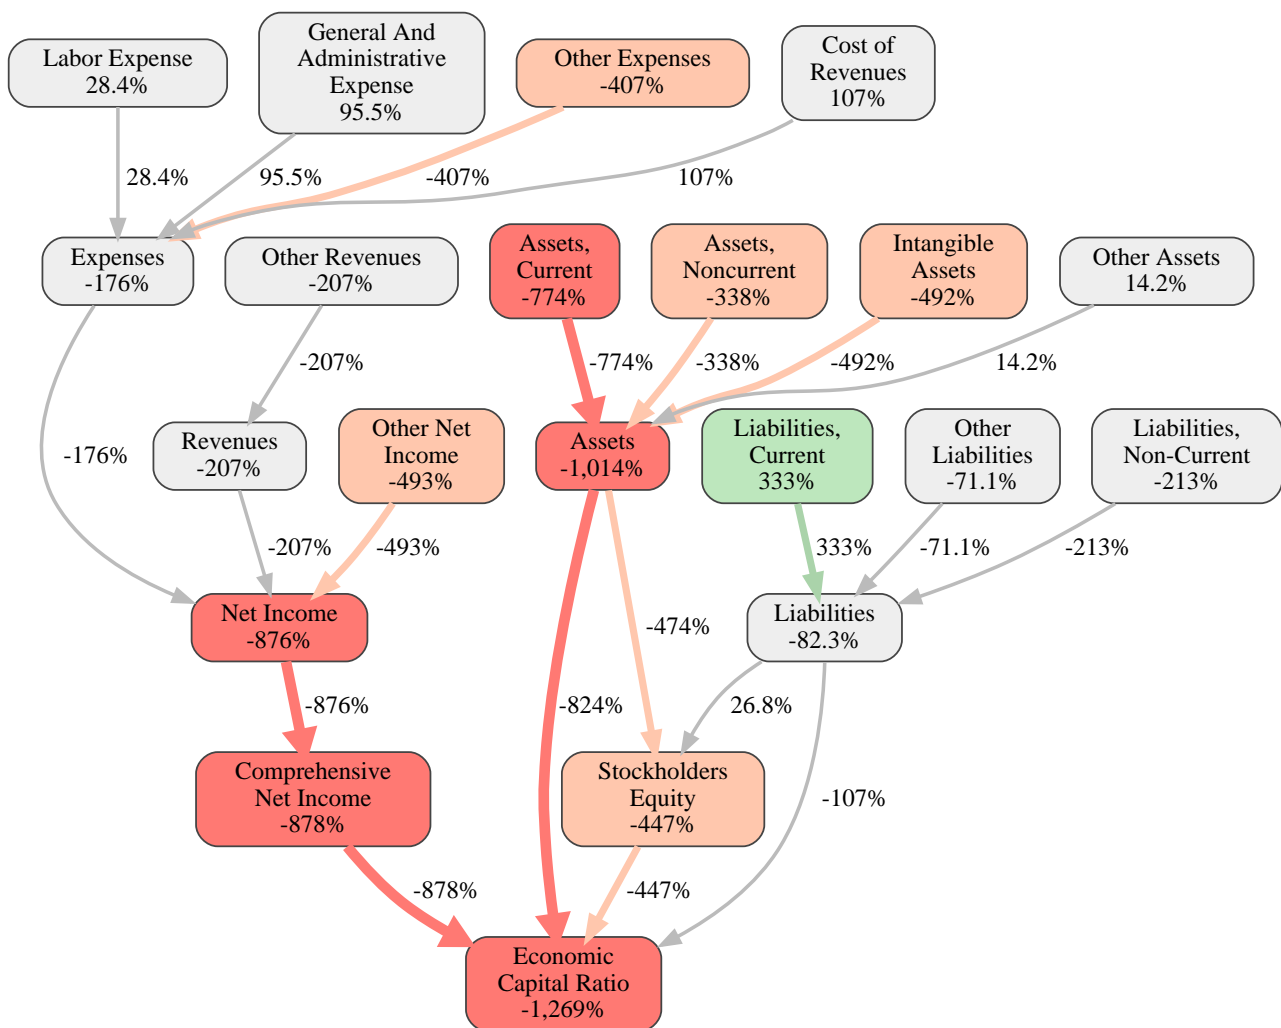 Labor Expense
28.4%
General And
Administrative
Expense
95.5%
Other Expenses
-407%
Cost of
Revenues
107%
28.4%
95.5%
-407%
107%
Expenses
-176%
Other Revenues
-207%
Assets,
Current
-774%
Assets,
Noncurrent
-338%
Intangible
Assets
-492%
Other Assets
14.2%
-207%
-774%
-338%
-492%
14.2%
-176%
Revenues
-207%
Other Net
Income
-493%
Assets
-1,014%
Liabilities,
Current
333%
Other
Liabilities
-71.1%
Liabilities,
Non-Current
-213%
-207%
-493%
333%
-71.1%
-213%
Net Income
-876%
-474%
Liabilities
-82.3%
-876%
-824%
26.8%
Comprehensive
Net Income
-878%
Stockholders
Equity
-447%
-107%
-878%
-447%
Economic
Capital Ratio
-1,269%